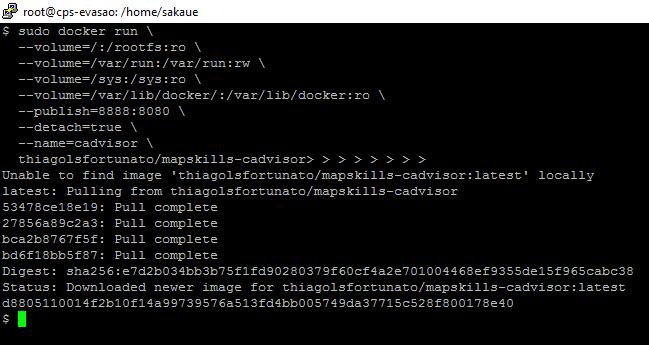 root@cps-evasao: /home/sakaue
$ sudo docker run \
  --volume=/:/rootfs:ro \
  --volume=/var/run:/var/run:rw \
  --volume=/sys:/sys:ro \
  --volume=/var/lib/docker/:/var/lib/docker:ro \
  --publish=8888:8080 \
  --detach=true \
  --name=cadvisor \
  thiagolsfortunato/mapskills-cadvisor> > > > > > > >
Unable to find image 'thiagolsfortunato/mapskills-cadvisor:latest' locally
latest: Pulling from thiagolsfortunato/mapskills-cadvisor
53478ce18e19: Pull complete
27856a89c2a3: Pull complete
bca2b8767f5f: Pull complete
bd6f18bb5f87: Pull complete
Digest: sha256:e7d2b034bb3b75f1fd90280379f60cf4a2e701004468ef9355de15f965cabc38
Status: Downloaded newer image for thiagolsfortunato/mapskills-cadvisor:latest
d8805110014f2b10f14a99739576a513fd4bb005749da37715c528f800178e40
$